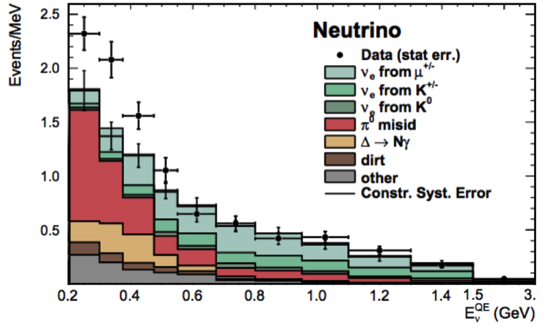 Neutrino
Events/MeV
2.5
2.0
1.5
1.0
0.5
Data (stat err.)
νe from μ+/-
νe from K+/-
νe from K0
π0 misid
Δ → Nγ
dirt
other
Constr. Syst. Error
0.2 0.4 0.6 0.8 1.0 1.2 1.4 1.5 3.
EνQE (GeV)